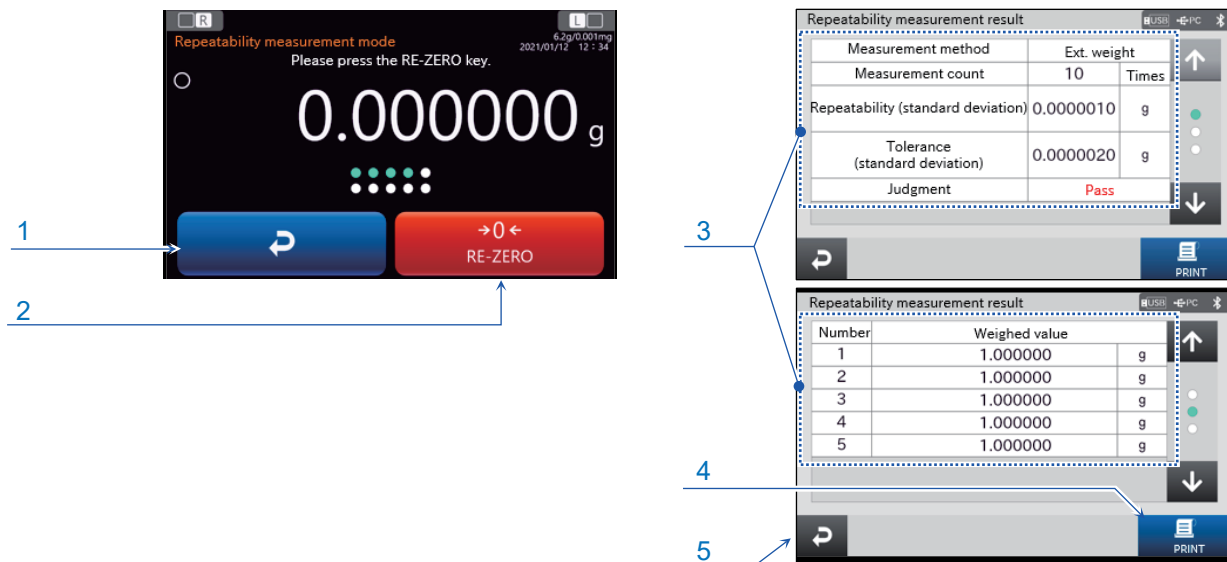 R
L
Repeatability measurement mode
6.2g/0.001mg
2021/01/12 12:34
Please press the RE-ZERO key.
0.000000 g
→0←
RE-ZERO
1
2
Repeatability measurement result
USB PC
Measurement method Ext. weight
Measurement count 10 Times
Repeatability (standard deviation) 0.0000010 g
Tolerance
(standard deviation) 0.0000020 g
Judgment Pass
PRINT
3
Repeatability measurement result
USB PC
Number Weighed value
1 1.000000 g
2 1.000000 g
3 1.000000 g
4 1.000000 g
5 1.000000 g
PRINT
4
5